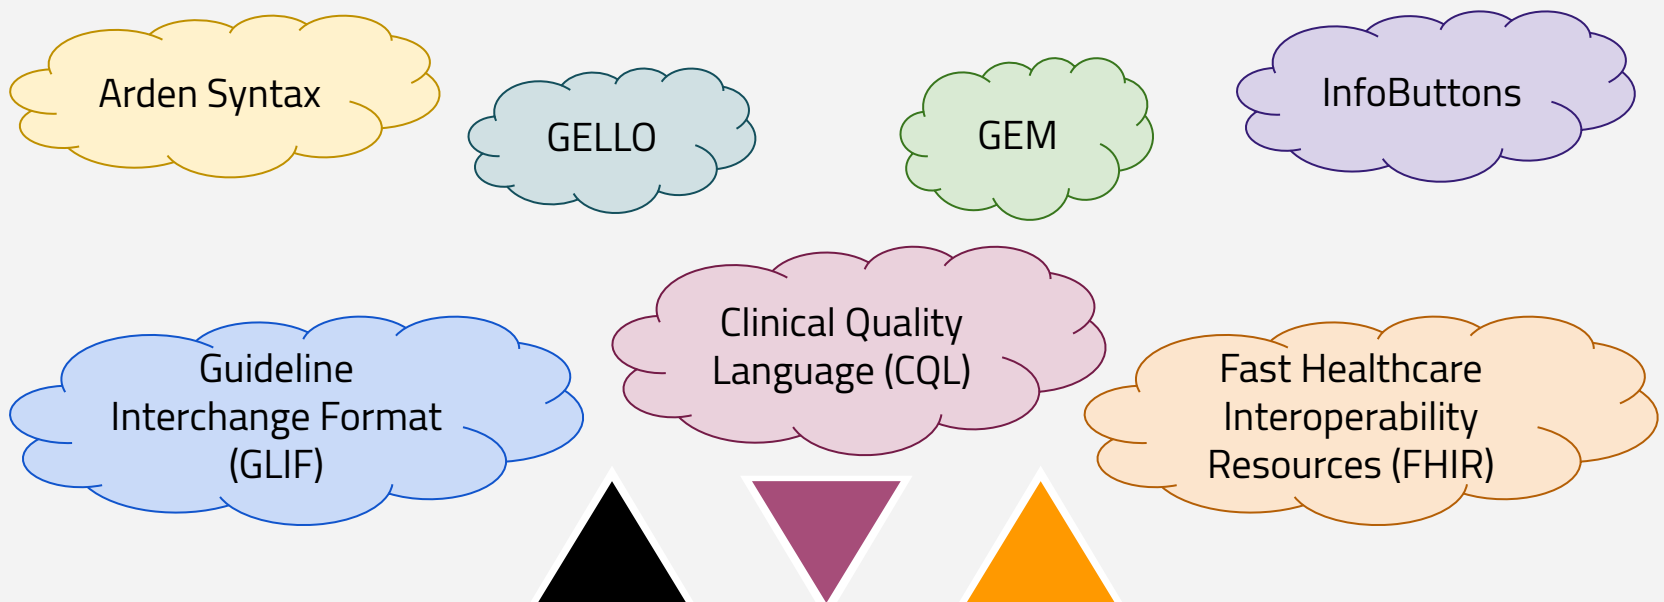 Arden Syntax
GELLO
GEM
InfoButtons
Guideline
Interchange Format
(GLIF)
Clinical Quality
Language (CQL)
Fast Healthcare
Interoperability
Resources (FHIR)